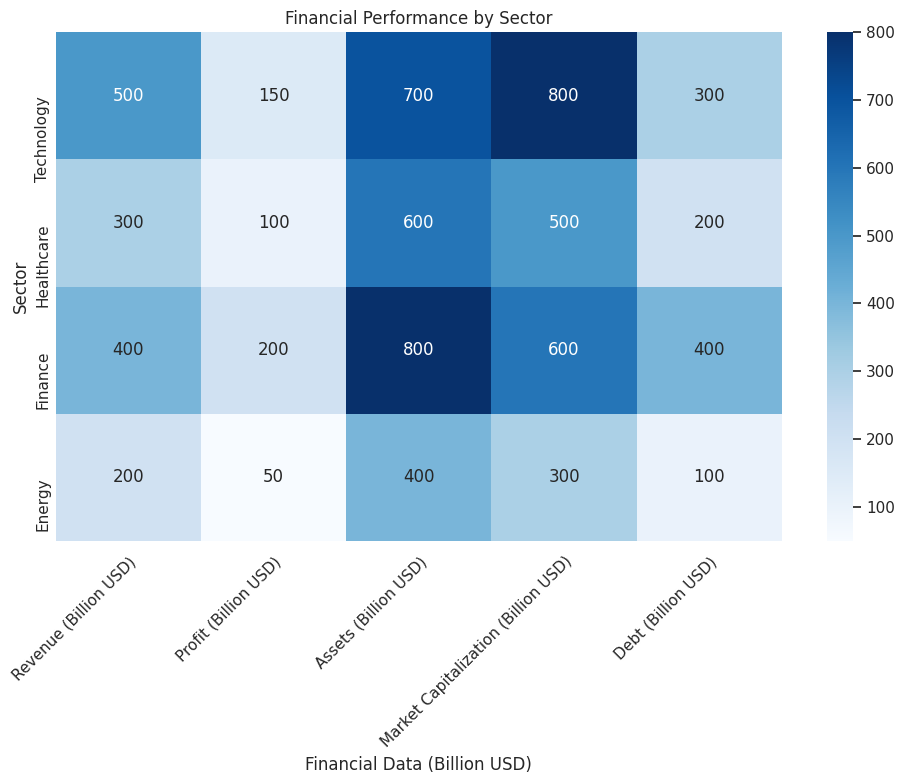 Financial Performance by Sector
Sector
Technology
500 150 700 800 300
Healthcare
300 100 600 500 200
Finance
400 200 800 600 400
Energy
200 50 400 300 100
Revenue (Billion USD)
Profit (Billion USD)
Assets (Billion USD)
Market Capitalization (Billion USD)
Debt (Billion USD)
Financial Data (Billion USD)
800
700
600
500
400
300
200
100